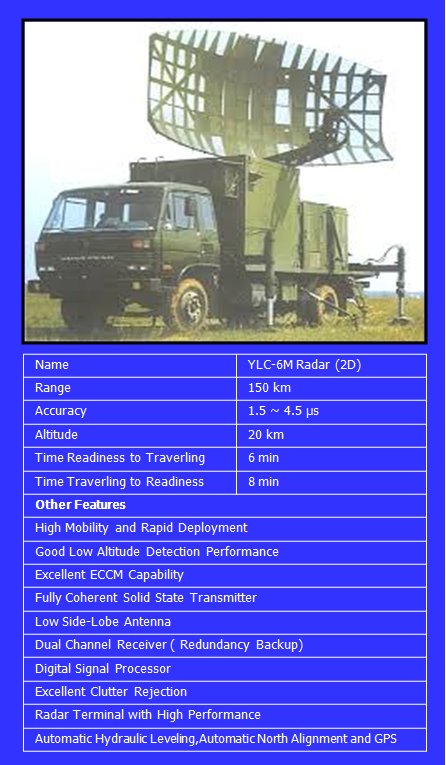 Name YLC-6M Radar (2D)
Range 150 km
Accuracy 1.5 ~ 4.5 µs
Altitude 20 km
Time Readiness to Traverling 6 min
Time Traverling to Readiness 8 min
Other Features
High Mobility and Rapid Deployment
Good Low Altitude Detection Performance
Excellent ECCM Capability
Fully Coherent Solid State Transmitter
Low Side-Lobe Antenna
Dual Channel Receiver ( Redundancy Backup)
Digital Signal Processor
Excellent Clutter Rejection
Radar Terminal with High Performance
Automatic Hydraulic Leveling,Automatic North Alignment and GPS